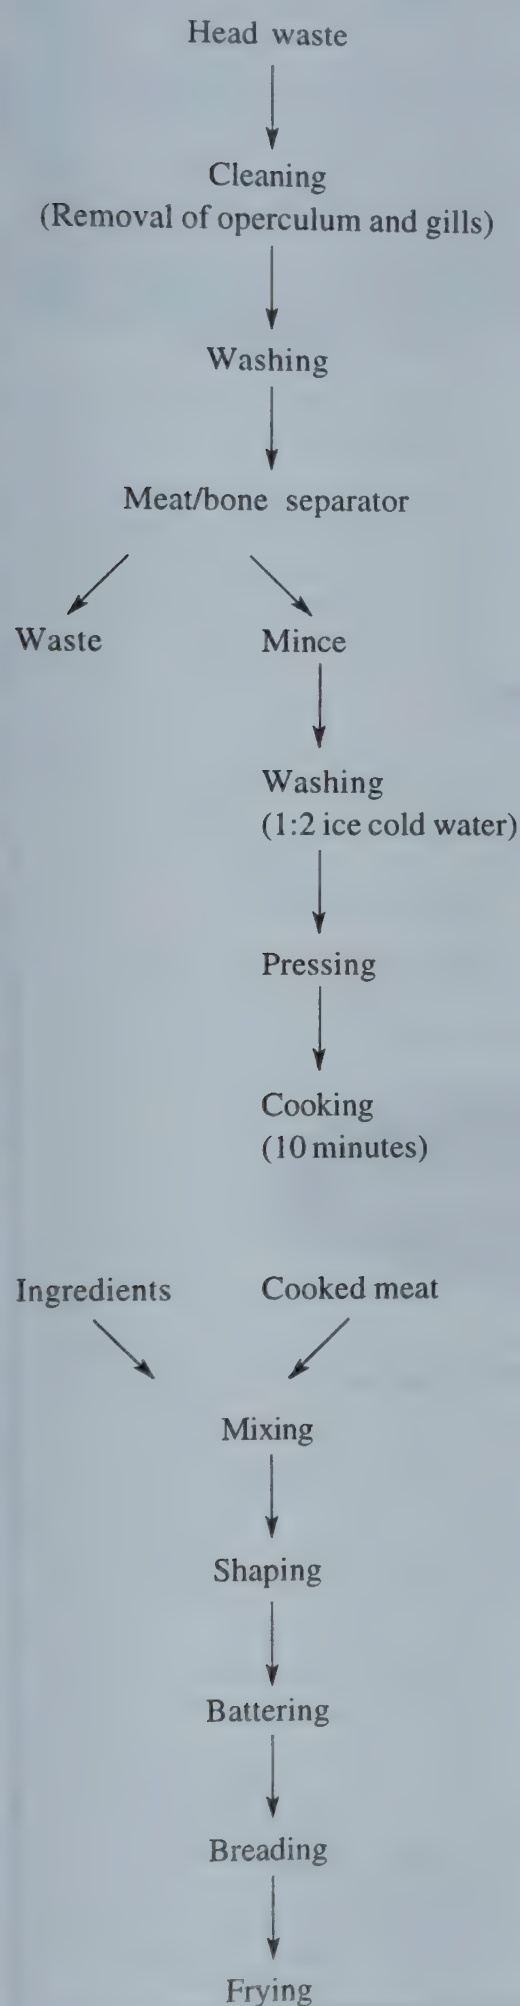 Head waste
Cleaning
(Removal of operculum and gills)
Washing
Meat/bone separator
Waste Mince
Washing
(1:2 ice cold water)
Pressing
Cooking
(10 minutes)
Ingredients Cooked meat
Mixing
Shaping
Battering
Breading
Frying